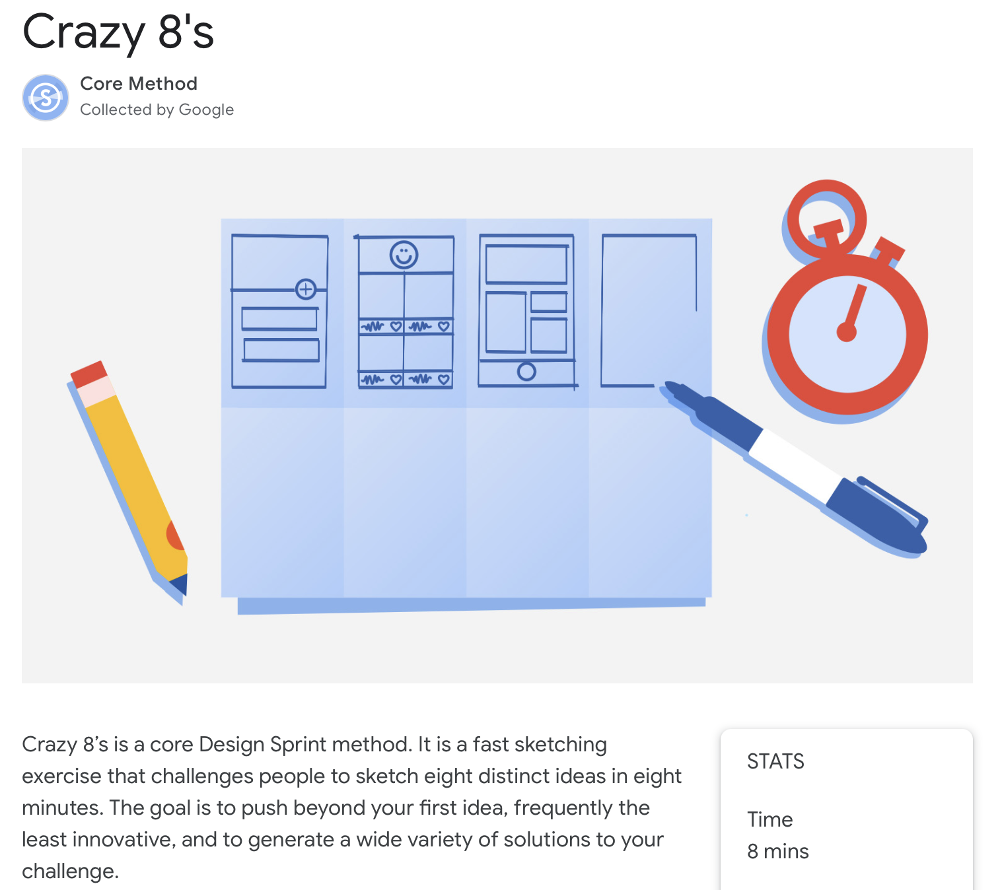 Crazy 8's
Core Method
Collected by Google
Crazy 8’s is a core Design Sprint method. It is a fast sketching
exercise that challenges people to sketch eight distinct ideas in eight
minutes. The goal is to push beyond your first idea, frequently the
least innovative, and to generate a wide variety of solutions to your
challenge.
STATS
Time
8 mins